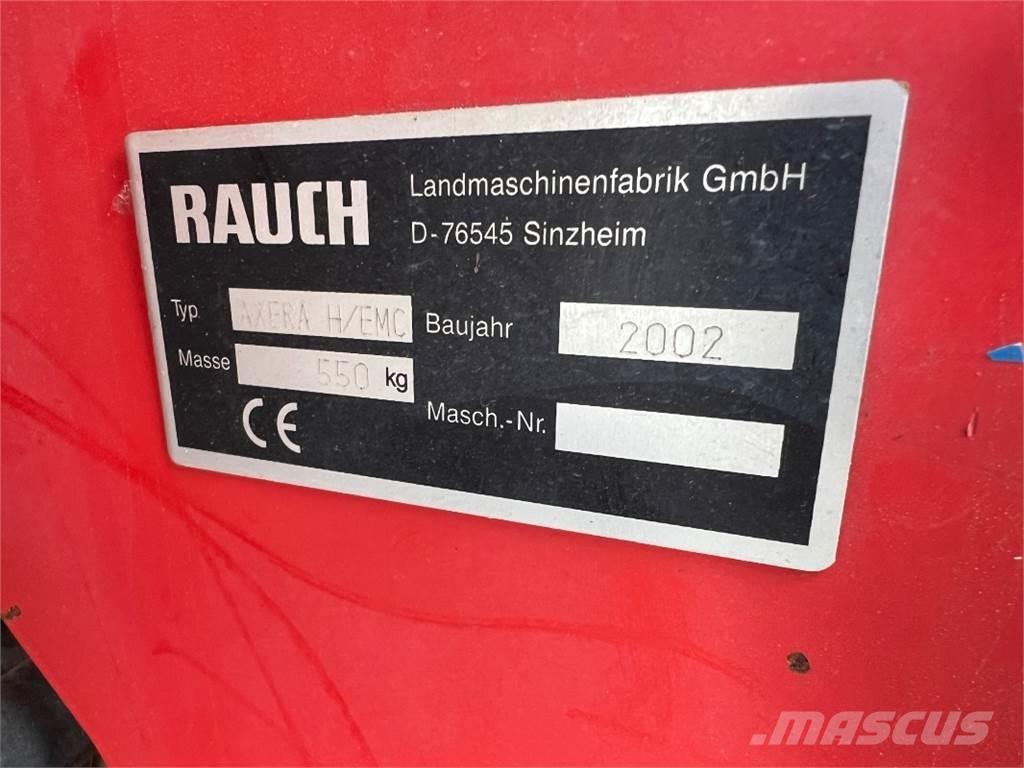 RAUCH
Landmaschinenfabrik GmbH
D-76545 Sinzheim
Typ AXERA H/EMC
Baujahr 2002
Masse 550 kg
Masch.-Nr.
CE
MASCUS